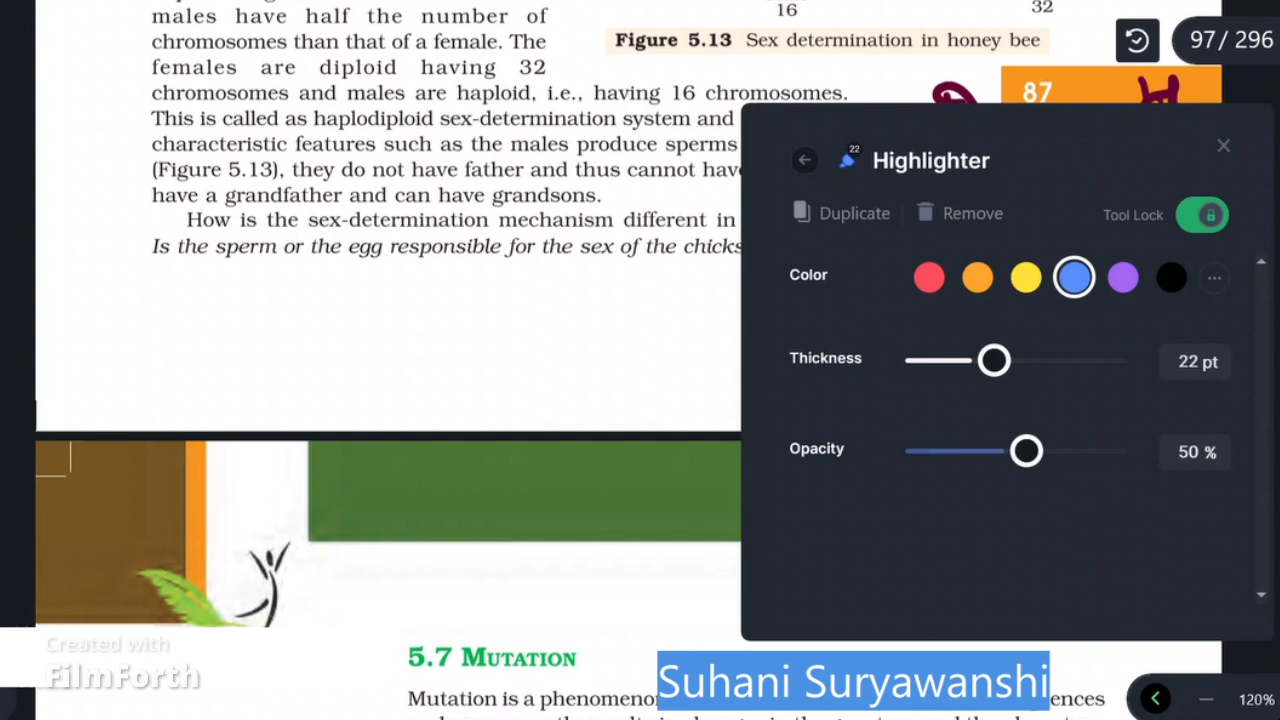 16
32
males have half the number of
Figure 5.13 Sex determination in honey bee
97 / 296
chromosomes than that of a female. The
females are diploid having 32
chromosomes and males are haploid, i.e., having 16 chromosomes.
87
This is called as haplodiploid sex-determination system and
characteristic features such as the males produce sperms
(Figure 5.13), they do not have father and thus cannot have
have a grandfather and can have grandsons.
How is the sex-determination mechanism different in
Is the sperm or the egg responsible for the sex of the chicks
22
Highlighter
Duplicate
Remove
Tool Lock
Color
Thickness
22 pt
Opacity
50 %
Created with
FilmForth
5.7 MUTATION
Suhani Suryawanshi
Mutation is a phenomenon
120%